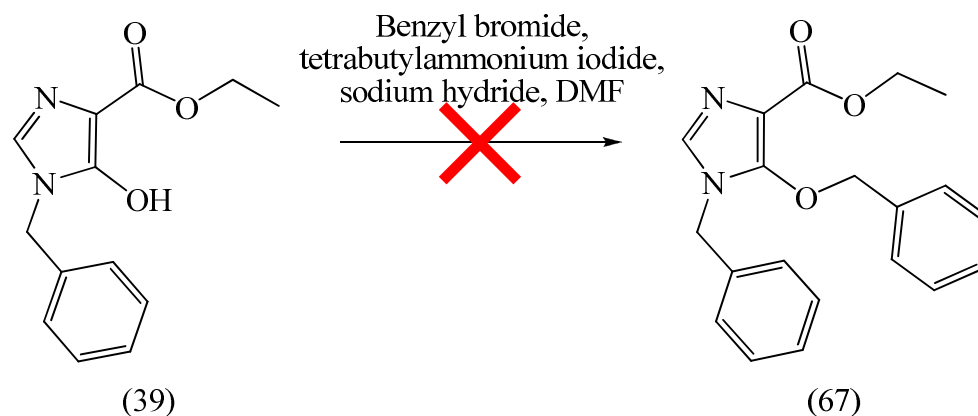 Benzyl bromide,
tetrabutylammonium iodide,
sodium hydride, DMF
O
N
O
N
OH
O
N
O
N
O
(39)
(67)